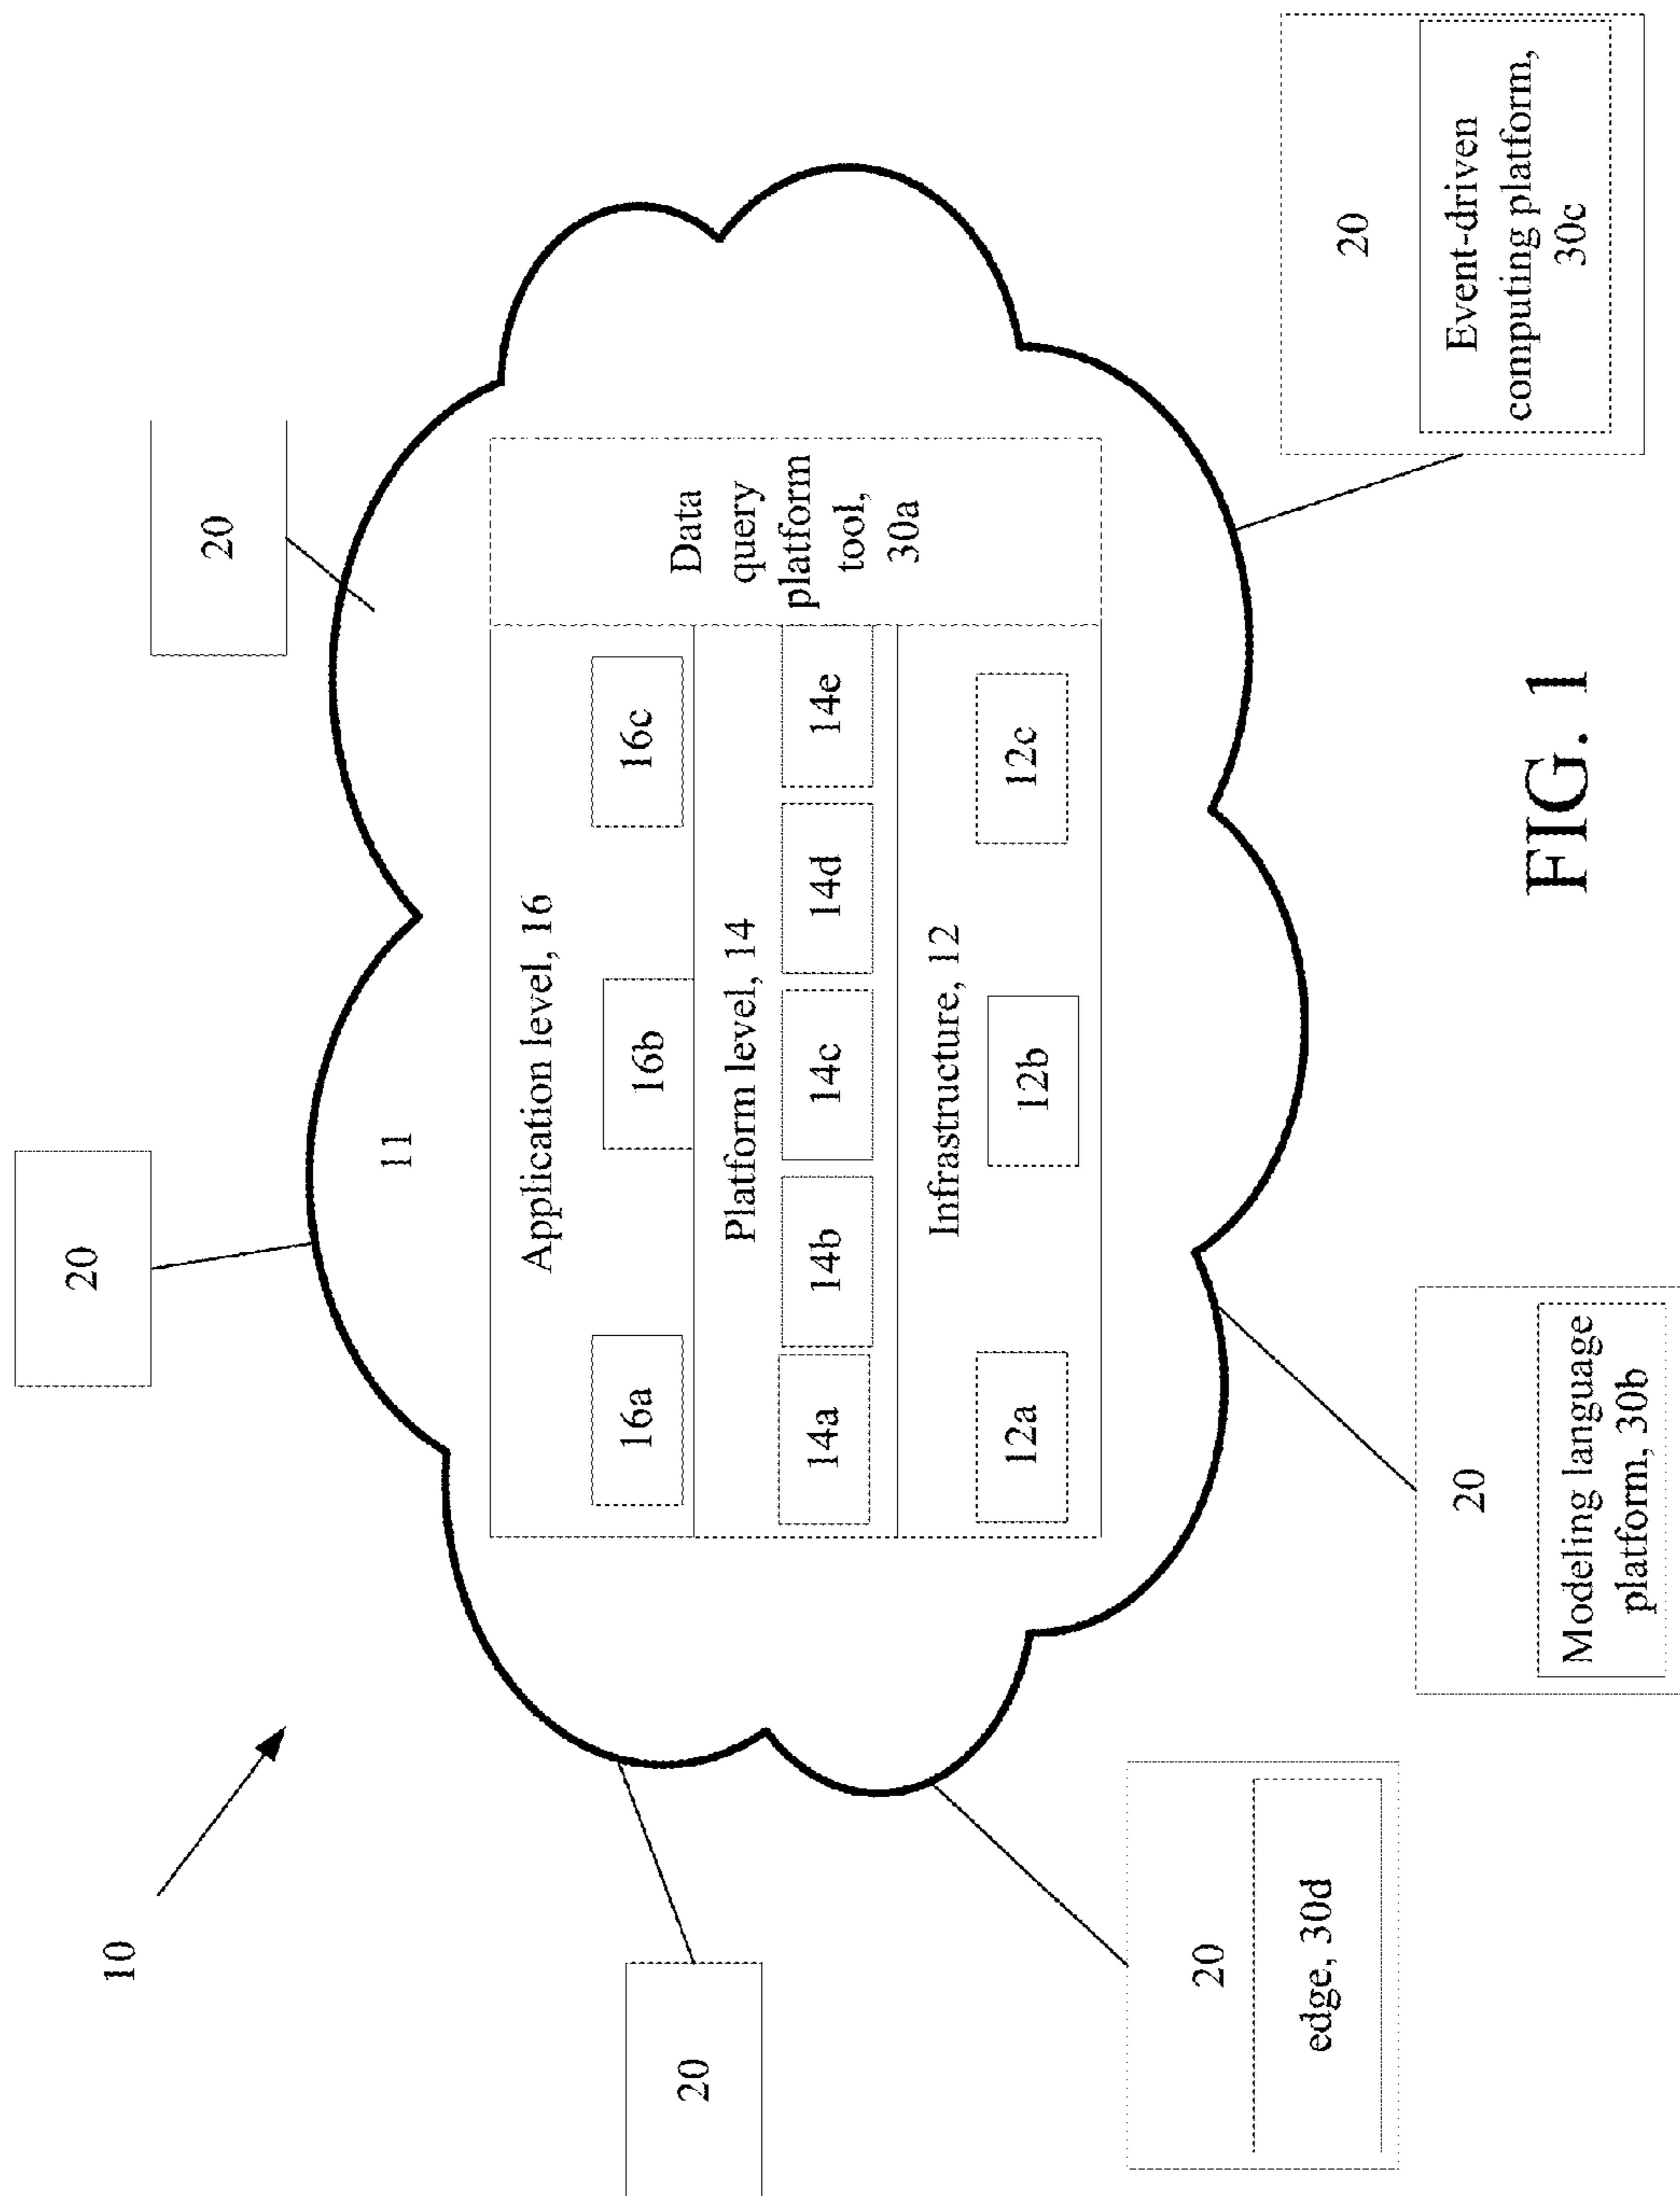 10
20
20
11
20
Application level, 16
16a
16b
16c
Platform level, 14
14a
14b
14c
14d
14e
Infrastructure, 12
12a
12b
12c
Data
query
platform
tool,
30a
20
edge, 30d
20
Modeling language
platform, 30b
20
Event-driven
computing platform,
30c
FIG. 1